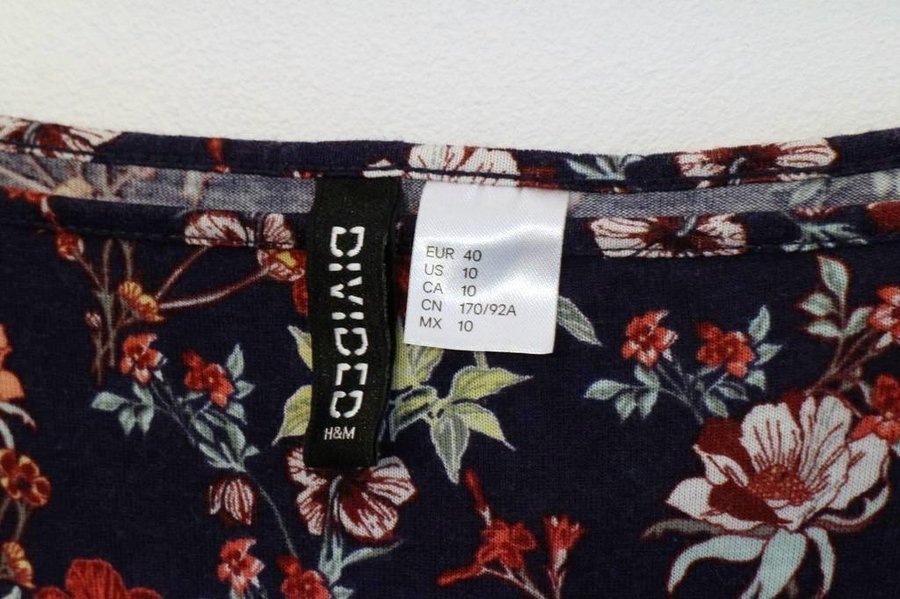 DIVIDED
H&M
EUR 40
US 10
CA 10
CN 170/92A
MX 10